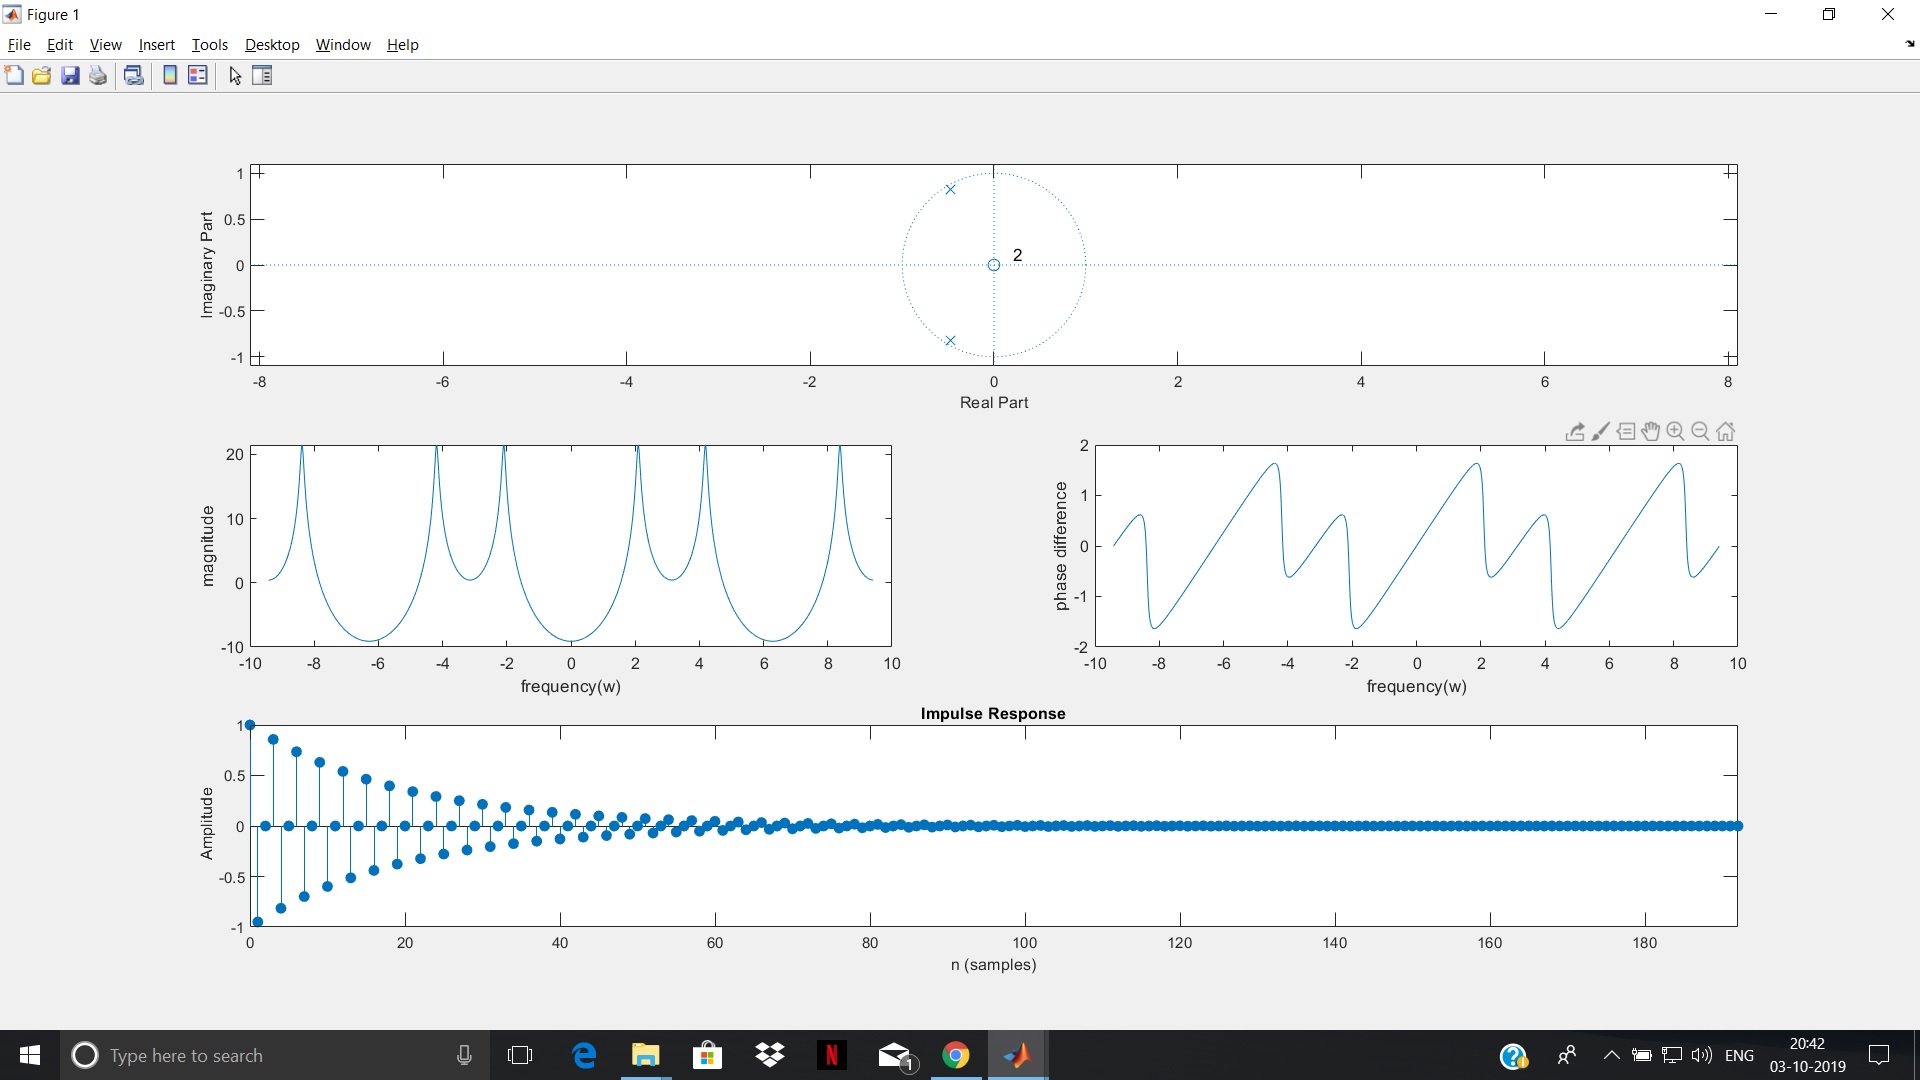 Figure 1
File Edit View Insert Tools Desktop Window Help
1
0.5
0
-0.5
-1
Imaginary Part
2
-8 -6 -4 -2 0 2 4 6 8
Real Part
20
10
0
-10
magnitude
-10 -8 -6 -4 -2 0 2 4 6 8 10
frequency(w)
2
1
0
-1
-2
phase difference
-10 -8 -6 -4 -2 0 2 4 6 8 10
frequency(w)
Impulse Response
1
0.5
0
-0.5
-1
Amplitude
0 20 40 60 80 100 120 140 160 180
n (samples)
Type here to search
N
1
ENG
20:42
03-10-2019